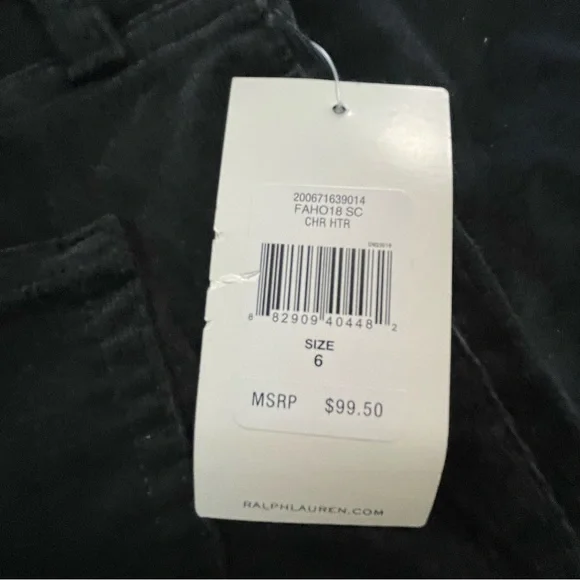 200671639014
FAHO18 SC
CHR HTR
8 82909 40448 2
SIZE
6
MSRP $99.50
RALPHLAUREN.COM